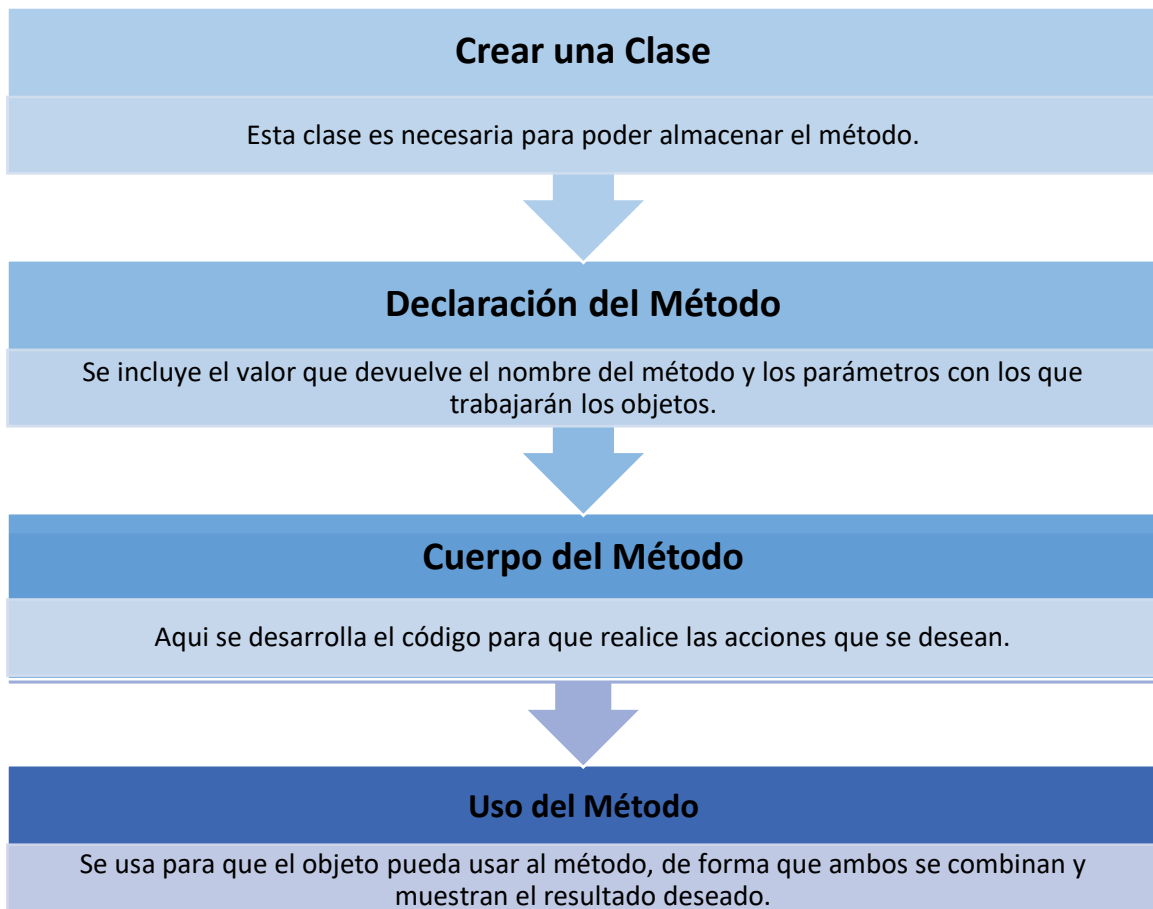 Crear una Clase
Esta clase es necesaria para poder almacenar el método.
Declaración del Método
Se incluye el valor que devuelve el nombre del método y los parámetros con los que
trabajarán los objetos.
Cuerpo del Método
Aqui se desarrolla el código para que realice las acciones que se desean.
Uso del Método
Se usa para que el objeto pueda usar al método, de forma que ambos se combinan y
muestran el resultado deseado.